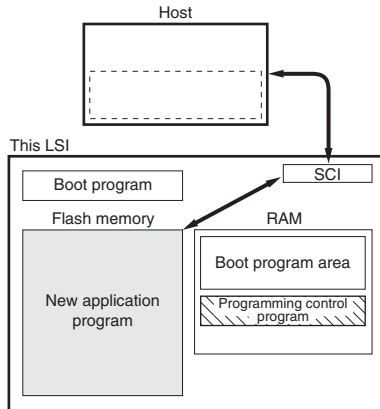 Host
This LSI
SCI
Boot program
Flash memory
RAM
Boot program area
New application
program
Programming control
program